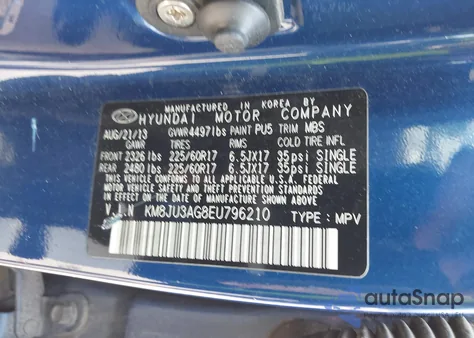 MANUFACTURED IN KOREA BY
HYUNDAI MOTOR COMPANY
AUG/21/13 GVWR4497lbs PAINT PU5 TRIM MBS
GAWR TIRES RIMS COLD TIRE INFL
FRONT 2326 lbs 225/60R17 6.5JX17 35psi SINGLE
REAR 2480 lbs 225/60R17 6.5JX17 35psi SINGLE
THIS VEHICLE CONFORMS TO ALL APPLICABLE
FEDERAL MOTOR VEHICLE SAFETY AND THEFT PREVENTION
STANDARDS IN EFFECT ON THE DATE OF MANUFACTURE SHOWN ABOVE.
V.I.N KM8JU3AG8EU796210 TYPE : MPV
autoSnap